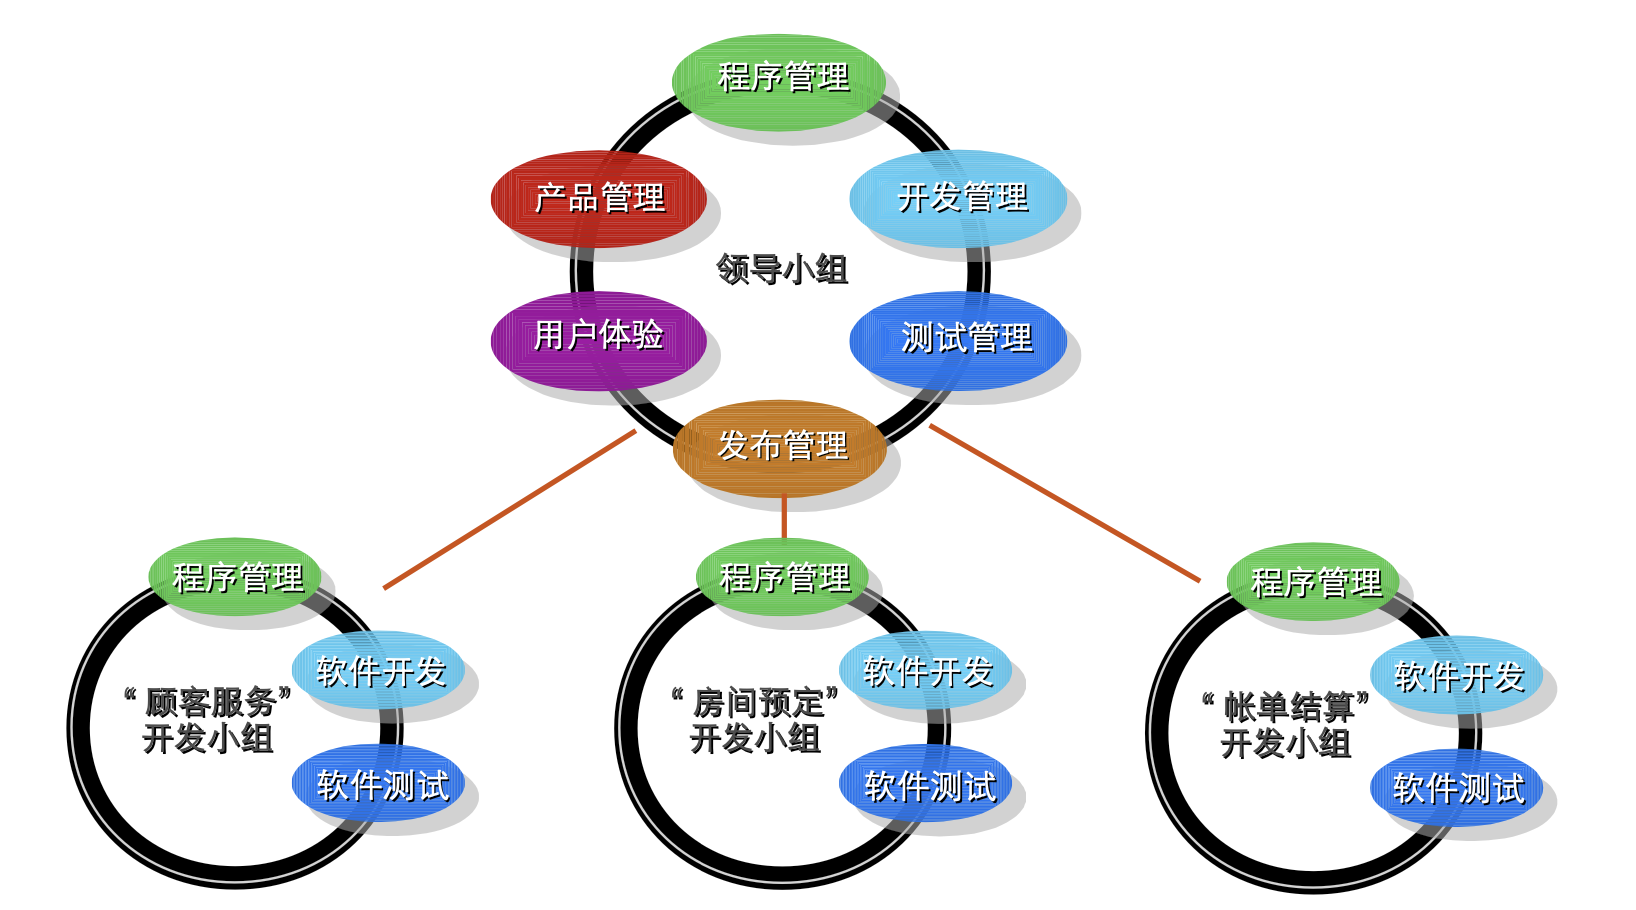 程序管理
产品管理
开发管理
领导小组
用户体验
测试管理
发布管理
程序管理
软件开发
“ 顾客服务”
开发小组
软件测试
程序管理
软件开发
“ 房间预定”
开发小组
软件测试
程序管理
软件开发
“ 帐单结算”
开发小组
软件测试